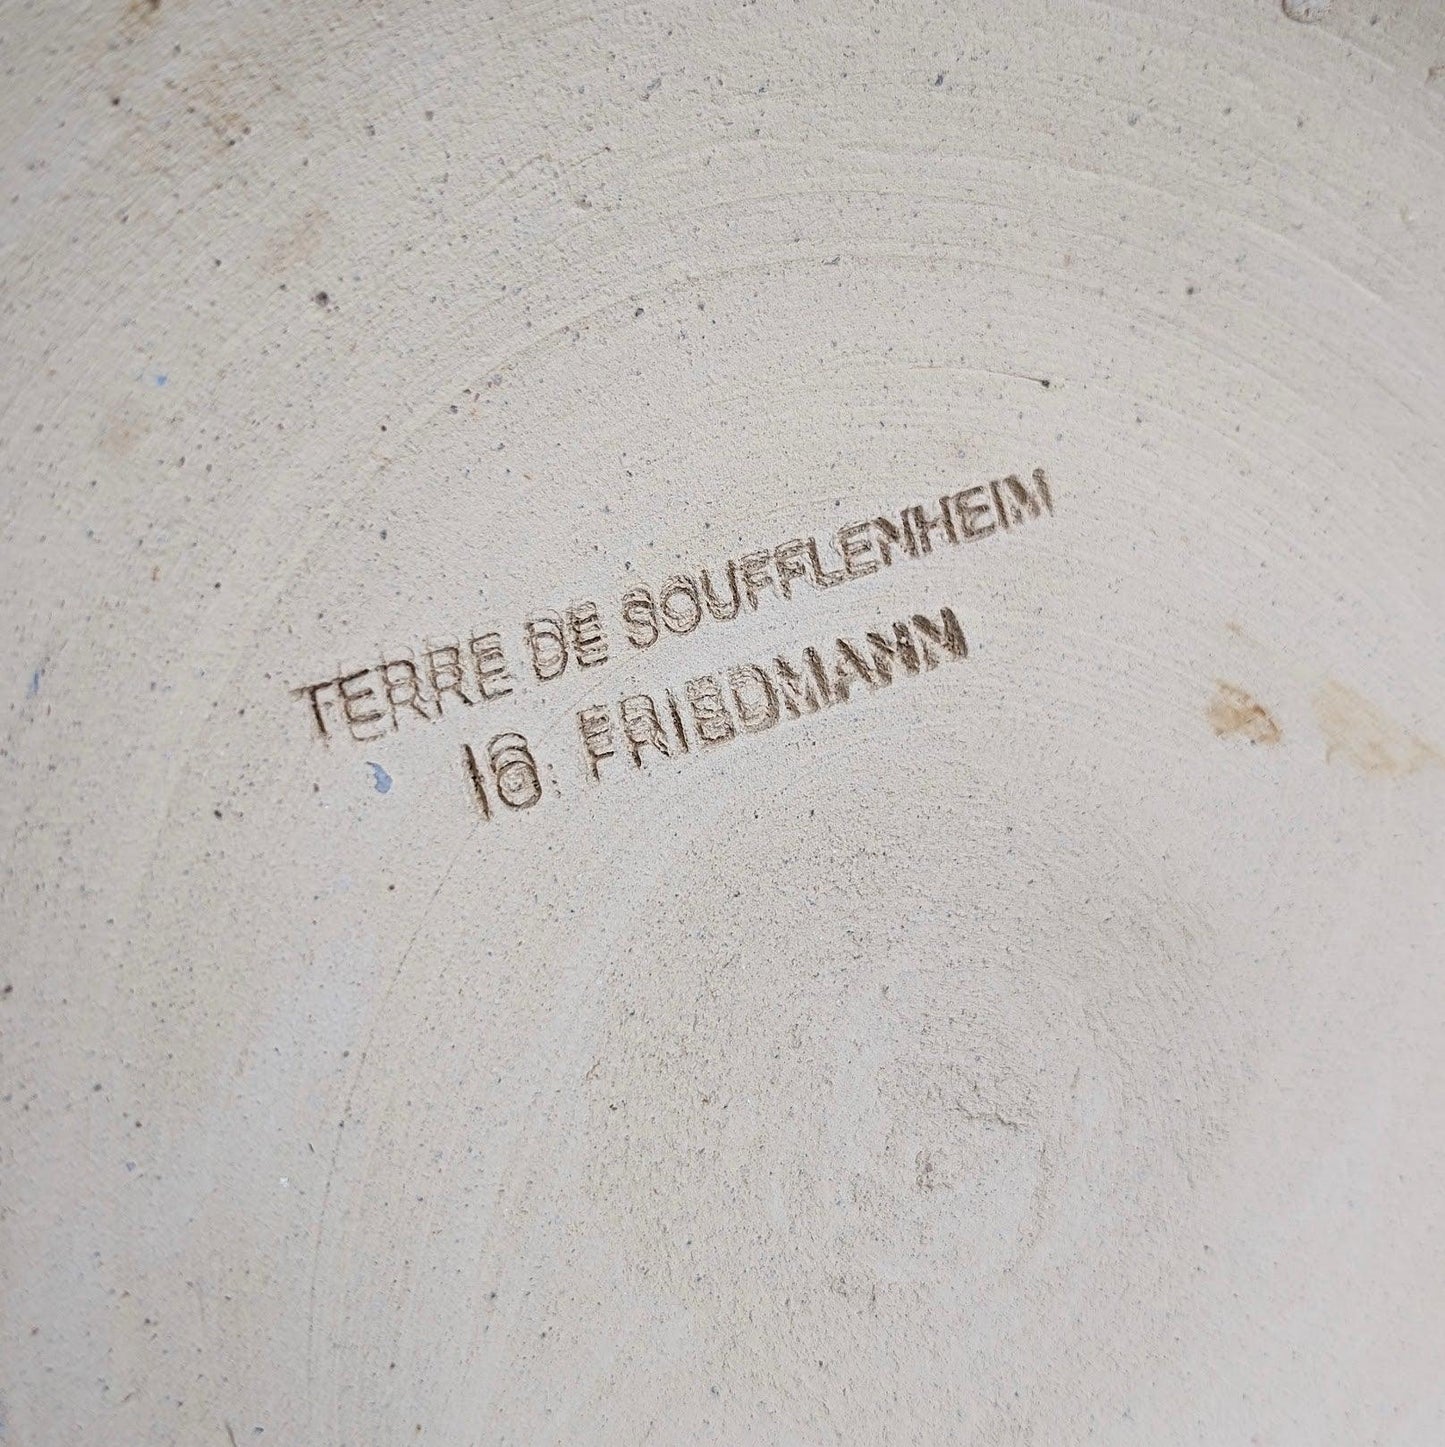 TERRE DE SOUFFLENHEIM
16 FRIEDMANN